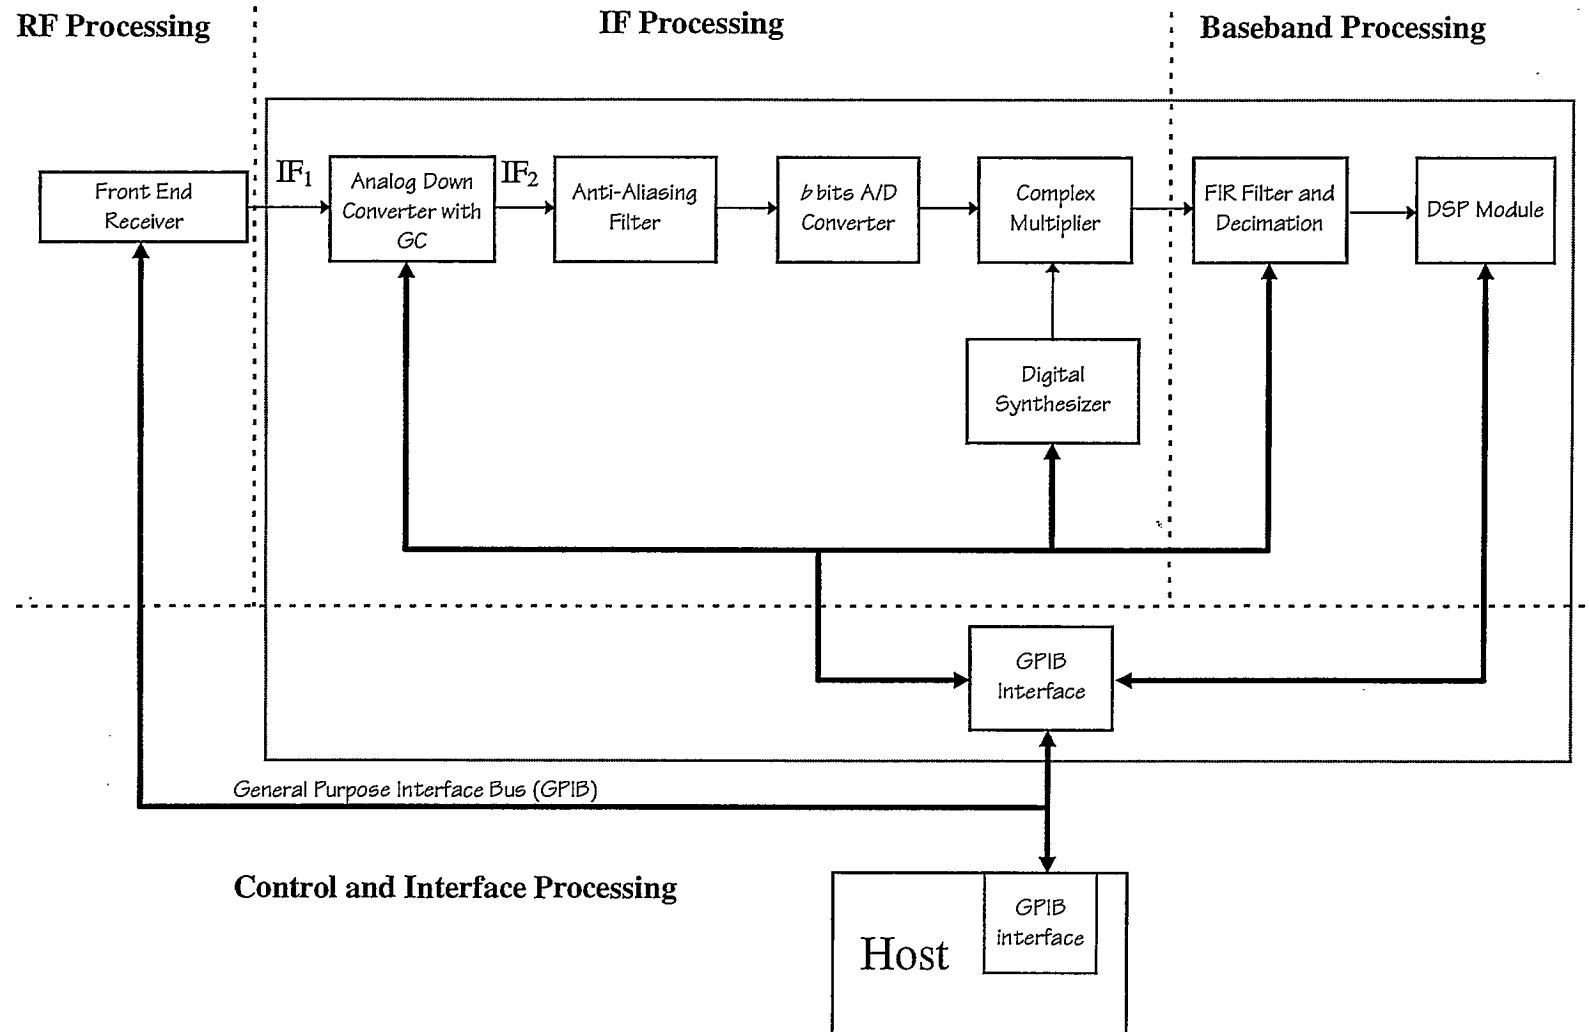 RF Processing
IF Processing
Baseband Processing
Front End
Receiver
IF1
Analog Down
Converter with
GC
IF2
Anti-Aliasing
Filter
b bits A/D
Converter
Complex
Multiplier
FIR Filter and
Decimation
DSP Module
Digital
Synthesizer
GPIB
Interface
General Purpose Interface Bus (GPIB)
Control and Interface Processing
Host
GPIB
interface